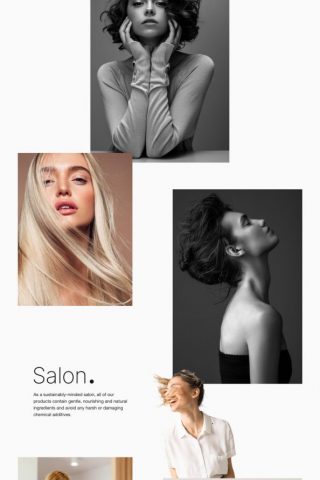 Salon.
As a sustainably-minded salon, all of our
products contain gentle, nourishing and natural
ingredients and avoid any harsh or damaging
chemical additives.